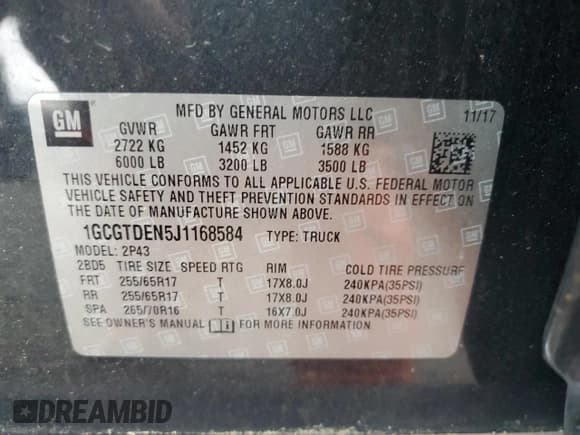 GM
MFD BY GENERAL MOTORS LLC 11/17
GVWR GAWR FRT GAWR RR
2722 KG 1452 KG 1588 KG
6000 LB 3200 LB 3500 LB
THIS VEHICLE CONFORMS TO ALL APPLICABLE U.S. FEDERAL MOTOR
VEHICLE SAFETY AND THEFT PREVENTION STANDARDS IN EFFECT ON
THE DATE OF MANUFACTURE SHOWN ABOVE.
1GCGTDEN5J1168584 TYPE: TRUCK
MODEL: 2P43
2BD5 TIRE SIZE SPEED RTG RIM COLD TIRE PRESSURE
FRT 255/65R17 T 17X8.0J 240KPA(35PSI)
RR 255/65R17 T 17X8.0J 240KPA(35PSI)
SPA 265/70R16 T 16X7.0J 240KPA(35PSI)
SEE OWNER'S MANUAL FOR MORE INFORMATION
DREAMBID